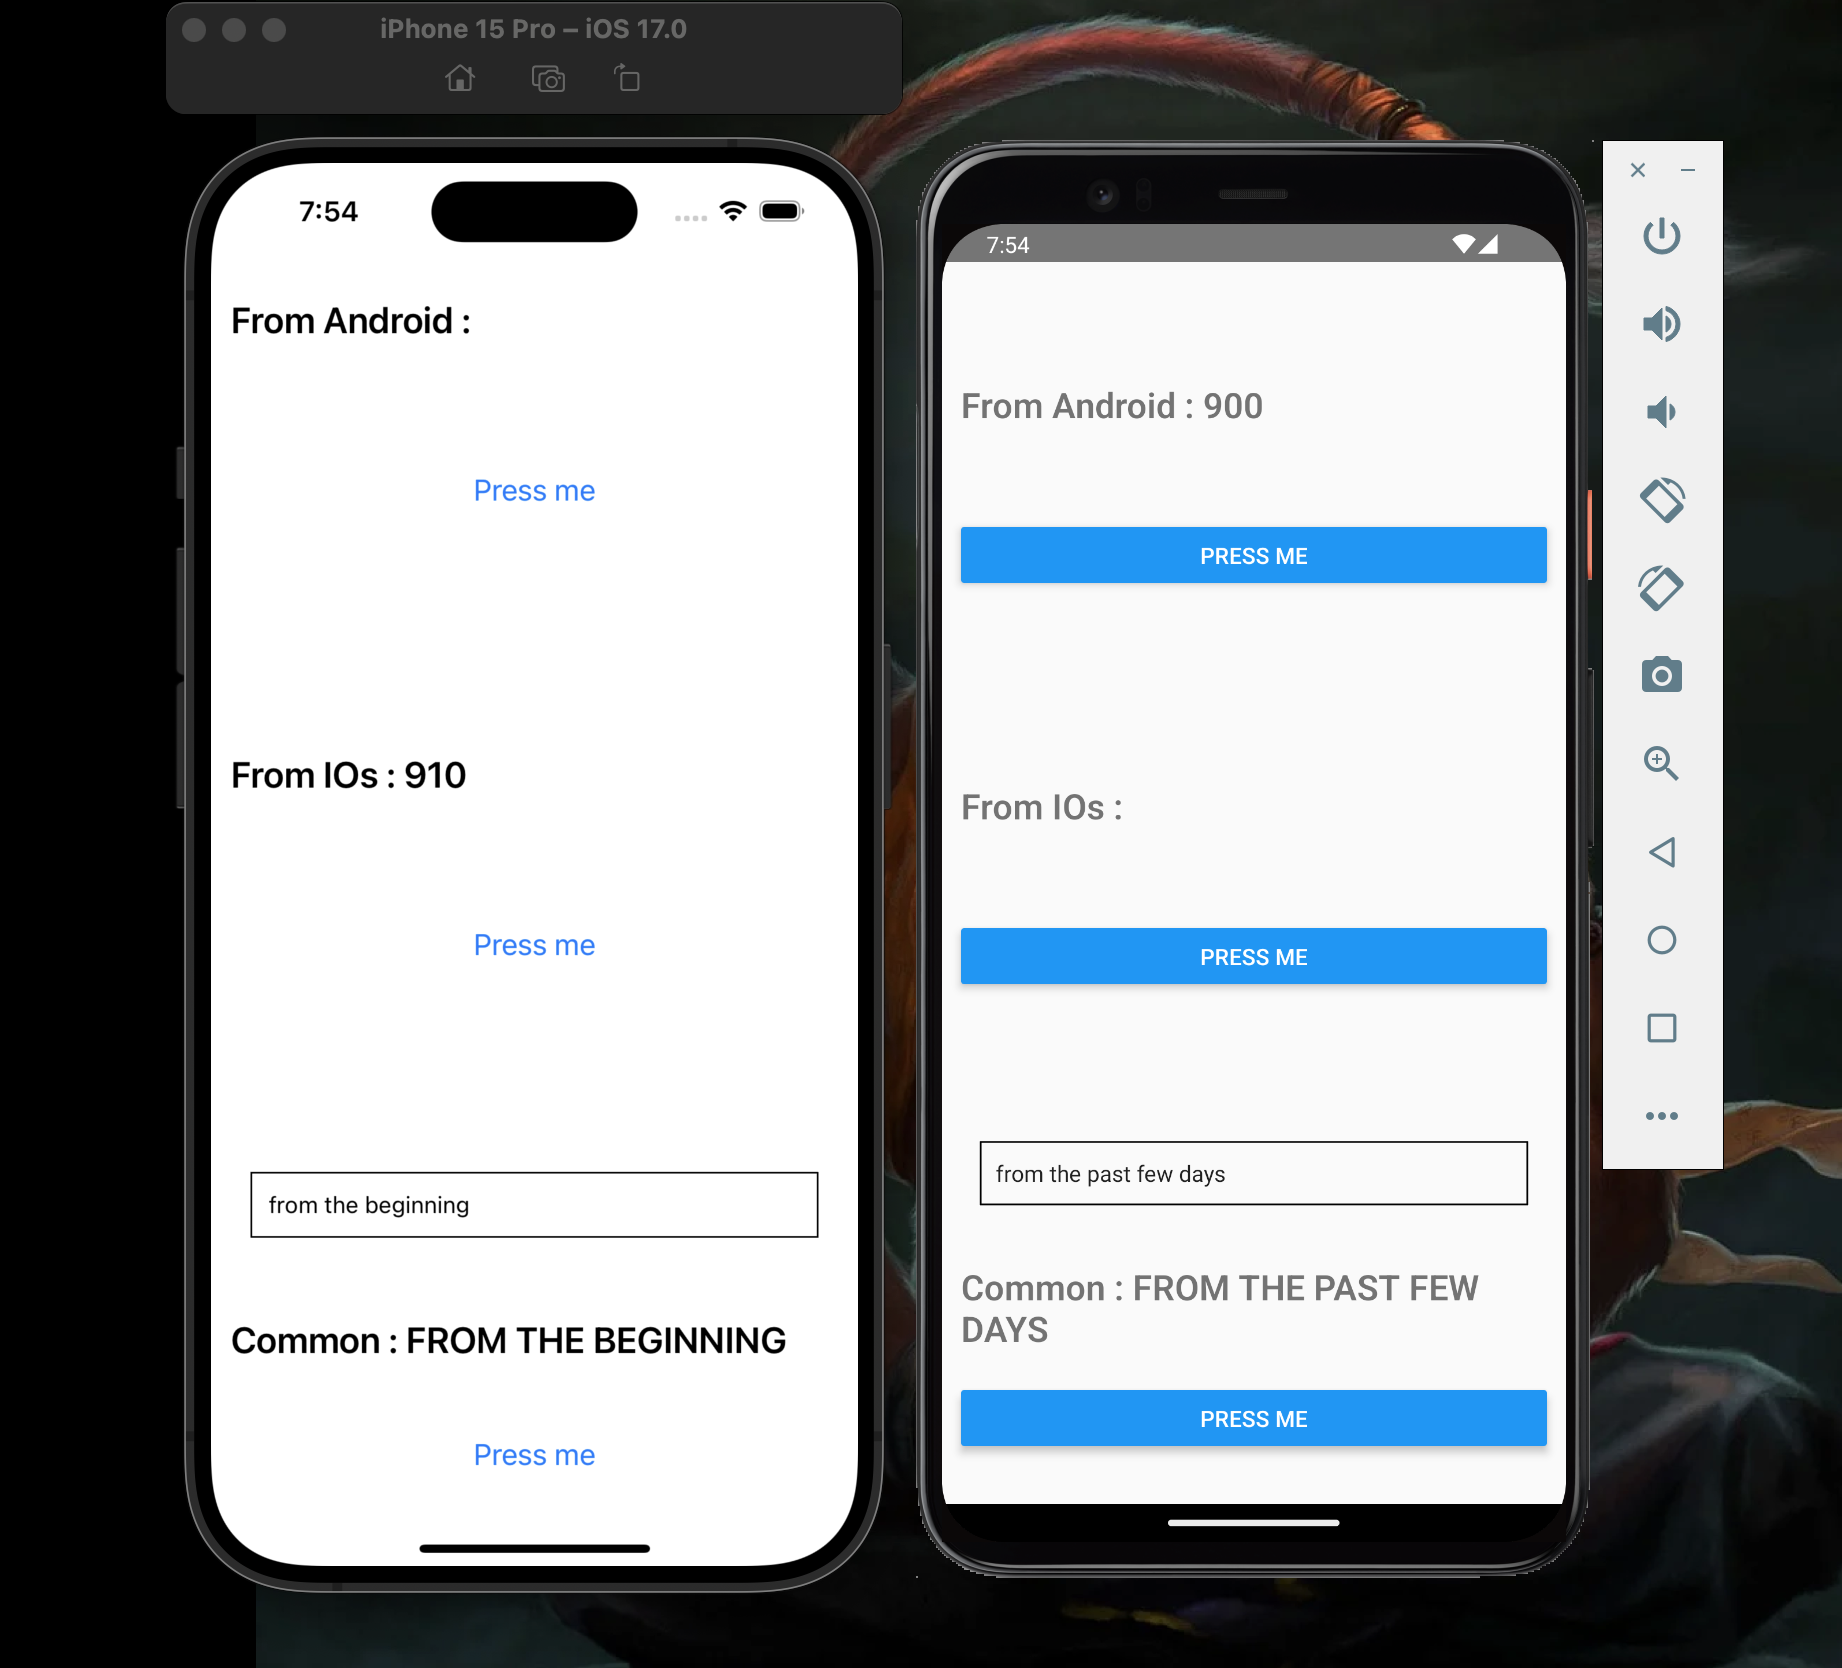 iPhone 15 Pro – iOS 17.0
7:54
From Android :
Press me
From IOs : 910
Press me
from the beginning
Common : FROM THE BEGINNING
Press me
7:54
From Android : 900
PRESS ME
From IOs :
PRESS ME
from the past few days
Common : FROM THE PAST FEW
DAYS
PRESS ME